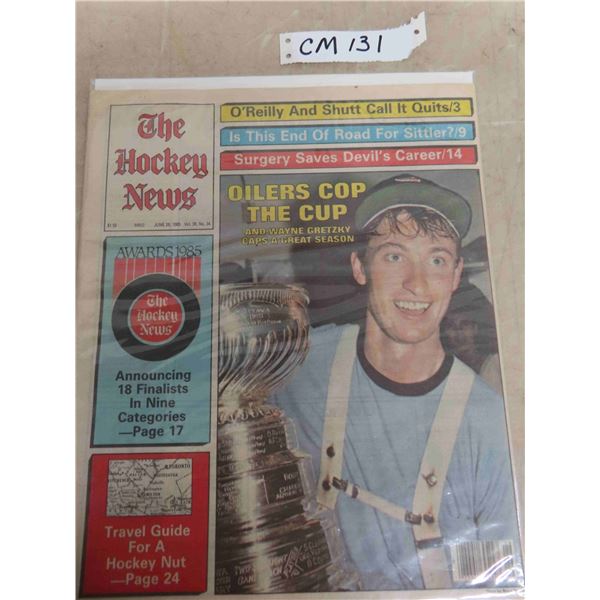 CM 131
The
Hockey
News
O'Reilly And Shutt Call It Quits/3
Is This End Of Road For Sittler?/9
Surgery Saves Devil's Career/14
OILERS COP
THE CUP
AND WAYNE GRETZKY
CAPS A GREAT SEASON
AWARDS 1985
The
Hockey
News
Announcing
18 Finalists
In Nine
Categories
—Page 17
TORONTO
Travel Guide
For A
Hockey Nut
—Page 24